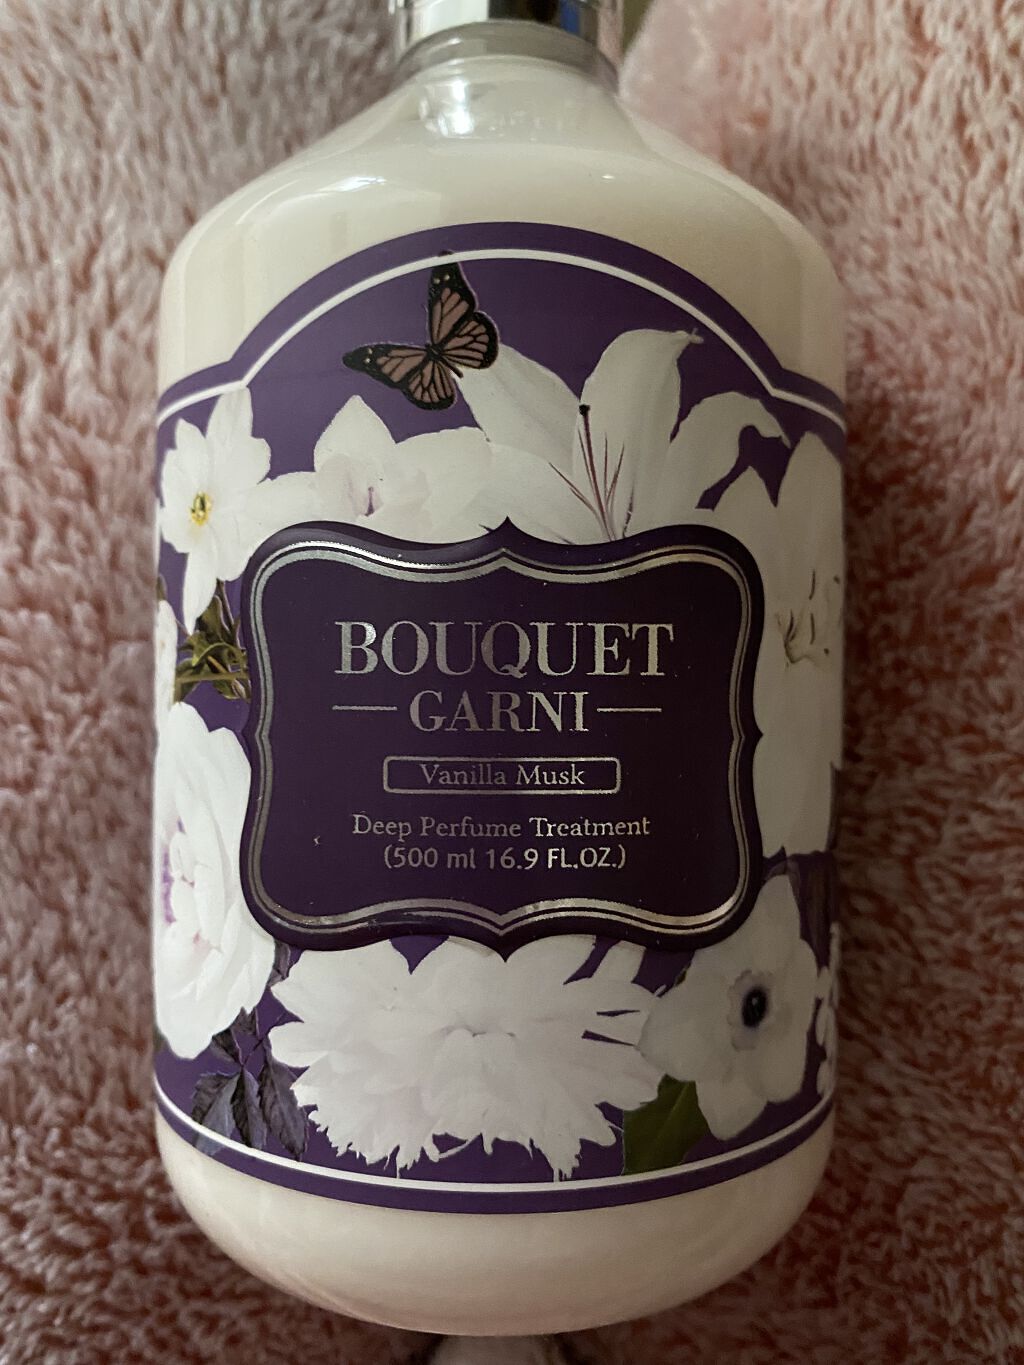 BOUQUET
GARNI
Vanilla Musk
Deep Perfume Treatment
(500 ml 16.9 FL.OZ.)